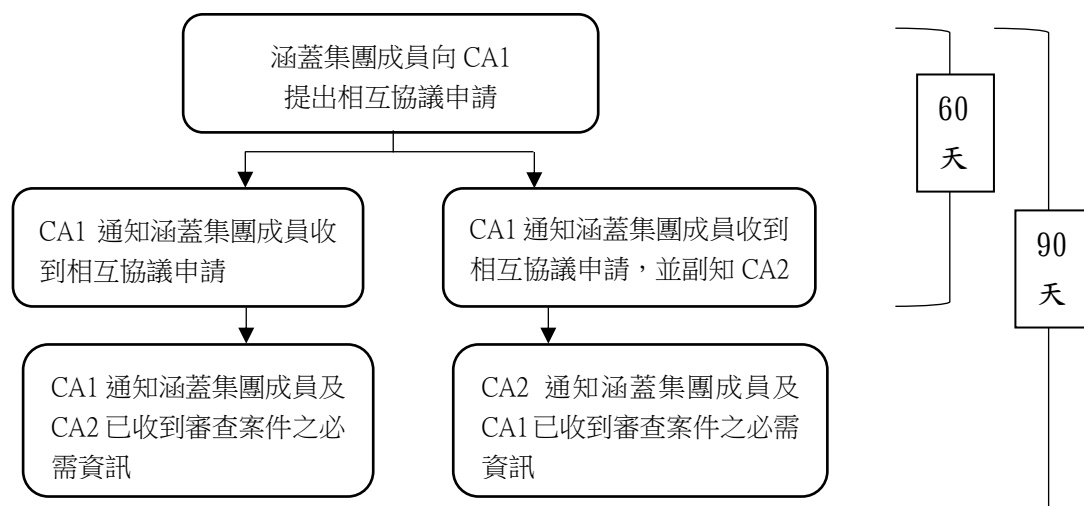 涵蓋集團成員向 CA1
提出相互協議申請
60
天
CA1 通知涵蓋集團成員收
到相互協議申請
CA1 通知涵蓋集團成員收到
相互協議申請，並副知 CA2
90
天
CA1 通知涵蓋集團成員及
CA2 已收到審查案件之必
需資訊
CA2 通知涵蓋集團成員及
CA1 已收到審查案件之必需
資訊